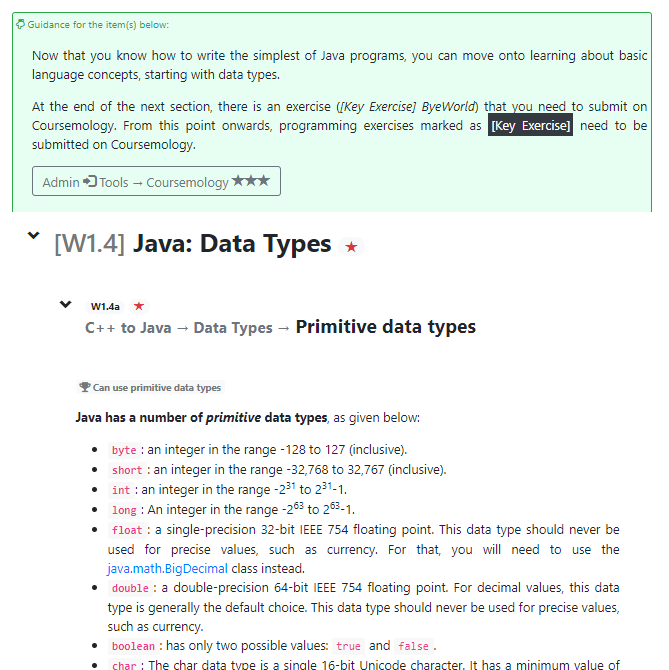 Guidance for the item(s) below:
Now that you know how to write the simplest of Java programs, you can move onto learning about basic
language concepts, starting with data types.
At the end of the next section, there is an exercise ([Key Exercise] ByeWorld) that you need to submit on
Coursemology. From this point onwards, programming exercises marked as [Key Exercise] need to be
submitted on Coursemology.
Admin Tools → Coursemology ★★★
[W1.4] Java: Data Types ★
W1.4a ★
C++ to Java → Data Types → Primitive data types
Can use primitive data types
Java has a number of primitive data types, as given below:
• byte : an integer in the range -128 to 127 (inclusive).
• short : an integer in the range -32,768 to 32,767 (inclusive).
• int : an integer in the range -2³¹ to 2³¹-1.
• long : An integer in the range -2⁶³ to 2⁶³-1.
• float : a single-precision 32-bit IEEE 754 floating point. This data type should never be
used for precise values, such as currency. For that, you will need to use the
java.math.BigDecimal class instead.
• double : a double-precision 64-bit IEEE 754 floating point. For decimal values, this data
type is generally the default choice. This data type should never be used for precise values,
such as currency.
• boolean : has only two possible values: true and false .
• char : The char data type is a single 16-bit Unicode character. It has a minimum value of